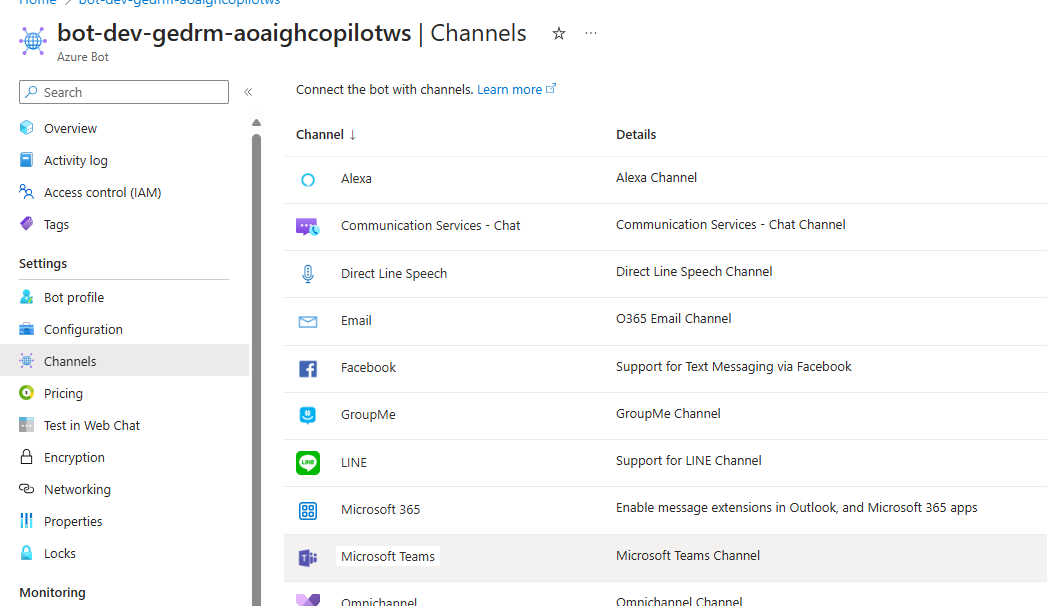 Home > bot-dev-gedrm-aoaighcopilotws
bot-dev-gedrm-aoaighcopilotws | Channels
Azure Bot
Search
Overview
Activity log
Access control (IAM)
Tags
Settings
Bot profile
Configuration
Channels
Pricing
Test in Web Chat
Encryption
Networking
Properties
Locks
Monitoring
Connect the bot with channels. Learn more
Channel ↓ Details
Alexa Alexa Channel
Communication Services - Chat Communication Services - Chat Channel
Direct Line Speech Direct Line Speech Channel
Email O365 Email Channel
Facebook Support for Text Messaging via Facebook
GroupMe GroupMe Channel
LINE Support for LINE Channel
Microsoft 365 Enable message extensions in Outlook, and Microsoft 365 apps
Microsoft Teams Microsoft Teams Channel
Omnichannel Omnichannel Channel